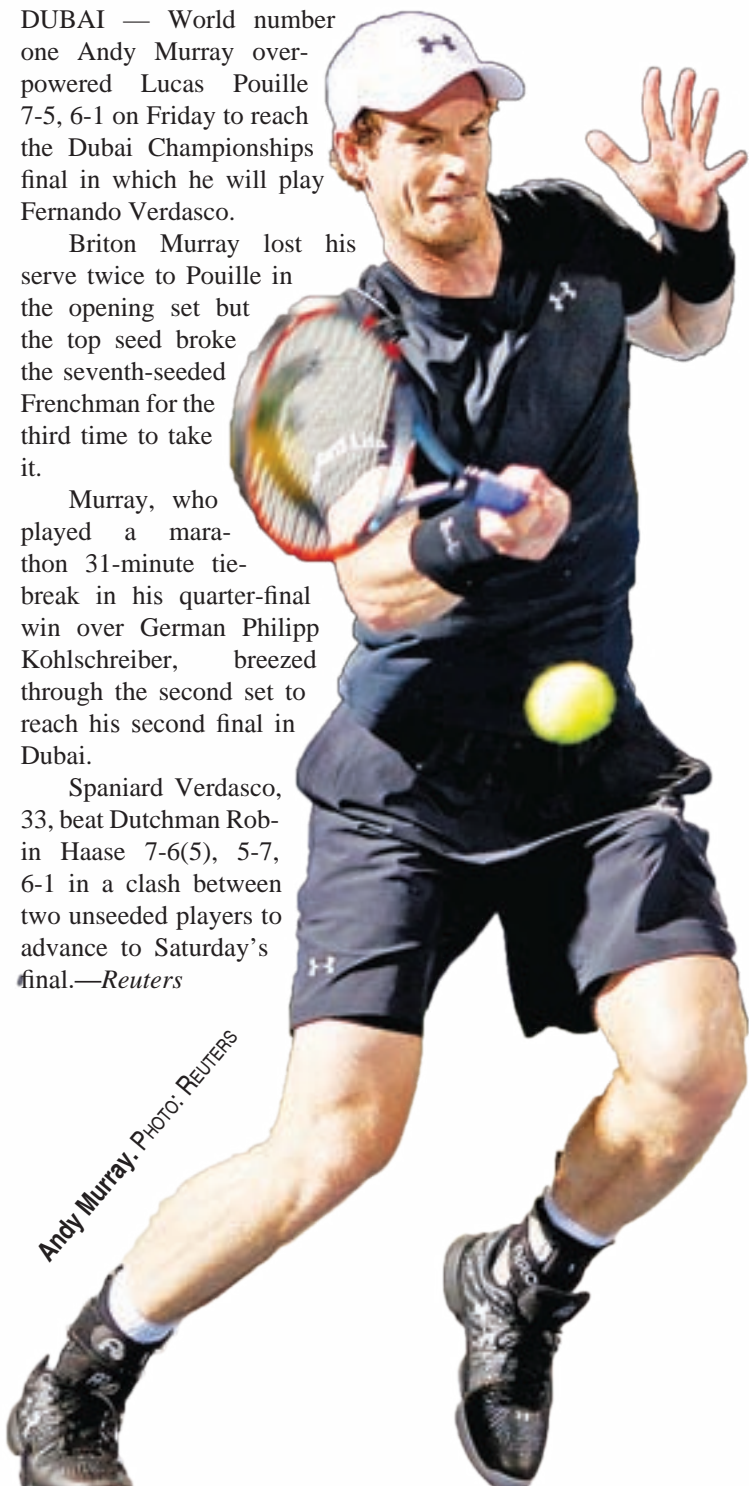 DUBAI — World number
one Andy Murray over-
powered Lucas Pouille
7-5, 6-1 on Friday to reach
the Dubai Championships
final in which he will play
Fernando Verdasco.
Briton Murray lost his
serve twice to Pouille in
the opening set but
the top seed broke
the seventh-seeded
Frenchman for the
third time to take
it.
Murray, who
played a mara-
thon 31-minute tie-
break in his quarter-final
win over German Philipp
Kohlschreiber, breezed
through the second set to
reach his second final in
Dubai.
Spaniard Verdasco,
33, beat Dutchman Rob-
in Haase 7-6(5), 5-7,
6-1 in a clash between
two unseeded players to
advance to Saturday’s
final.—Reuters
Andy Murray. PHOTO: REUTERS